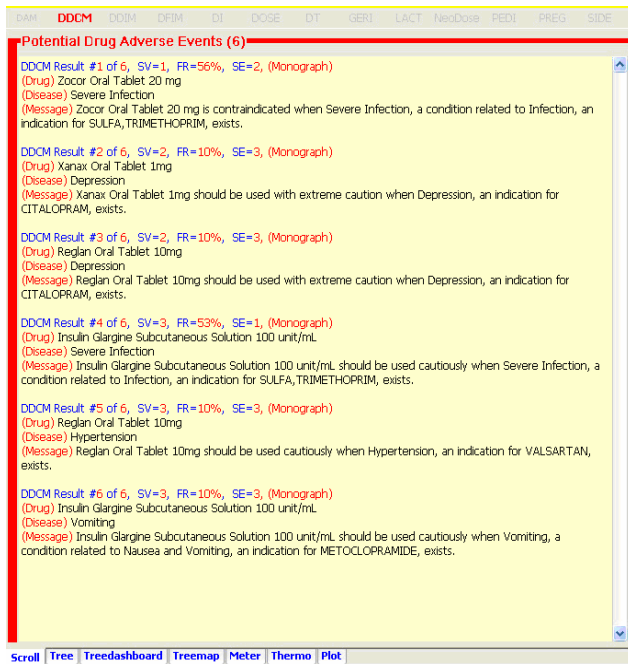 DAM DDCM DDIM DFIM DI DOSE DT GERI LACT NeoDose PEDI PREG SIDE
Potential Drug Adverse Events (6)
DDCM Result #1 of 6, SV=1, FR=56%, SE=2, (Monograph)
(Drug) Zocor Oral Tablet 20 mg
(Disease) Severe Infection
(Message) Zocor Oral Tablet 20 mg is contraindicated when Severe Infection, a condition related to Infection, an
indication for SULFA,TRIMETHOPRIM, exists.
DDCM Result #2 of 6, SV=2, FR=10%, SE=3, (Monograph)
(Drug) Xanax Oral Tablet 1mg
(Disease) Depression
(Message) Xanax Oral Tablet 1mg should be used with extreme caution when Depression, an indication for
CITALOPRAM, exists.
DDCM Result #3 of 6, SV=2, FR=10%, SE=3, (Monograph)
(Drug) Reglan Oral Tablet 10mg
(Disease) Depression
(Message) Reglan Oral Tablet 10mg should be used with extreme caution when Depression, an indication for
CITALOPRAM, exists.
DDCM Result #4 of 6, SV=3, FR=53%, SE=1, (Monograph)
(Drug) Insulin Glargine Subcutaneous Solution 100 unit/mL
(Disease) Severe Infection
(Message) Insulin Glargine Subcutaneous Solution 100 unit/mL should be used cautiously when Severe Infection, a
condition related to Infection, an indication for SULFA,TRIMETHOPRIM, exists.
DDCM Result #5 of 6, SV=3, FR=10%, SE=3, (Monograph)
(Drug) Reglan Oral Tablet 10mg
(Disease) Hypertension
(Message) Reglan Oral Tablet 10mg should be used cautiously when Hypertension, an indication for VALSARTAN,
exists.
DDCM Result #6 of 6, SV=3, FR=10%, SE=3, (Monograph)
(Drug) Insulin Glargine Subcutaneous Solution 100 unit/mL
(Disease) Vomiting
(Message) Insulin Glargine Subcutaneous Solution 100 unit/mL should be used cautiously when Vomiting, a
condition related to Nausea and Vomiting, an indication for METOCLOPRAMIDE, exists.
Scroll Tree Treedashboard Treemap Meter Thermo Plot